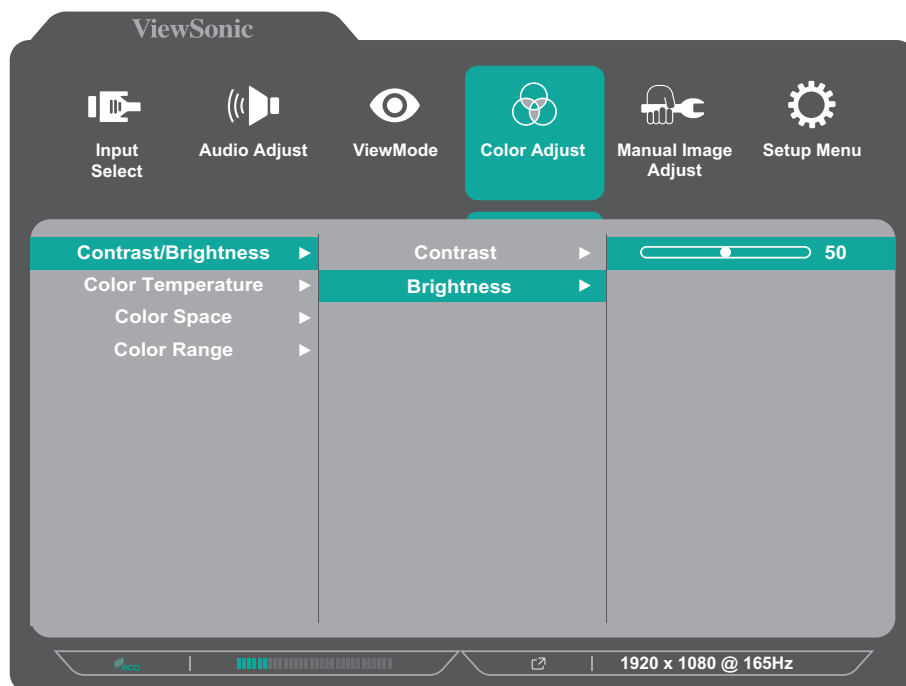 ViewSonic
Input
Select
Audio Adjust
ViewMode
Color Adjust
Manual Image
Adjust
Setup Menu
Contrast/Brightness
Color Temperature
Color Space
Color Range
Contrast
Brightness
50
eco
1920 x 1080 @ 165Hz